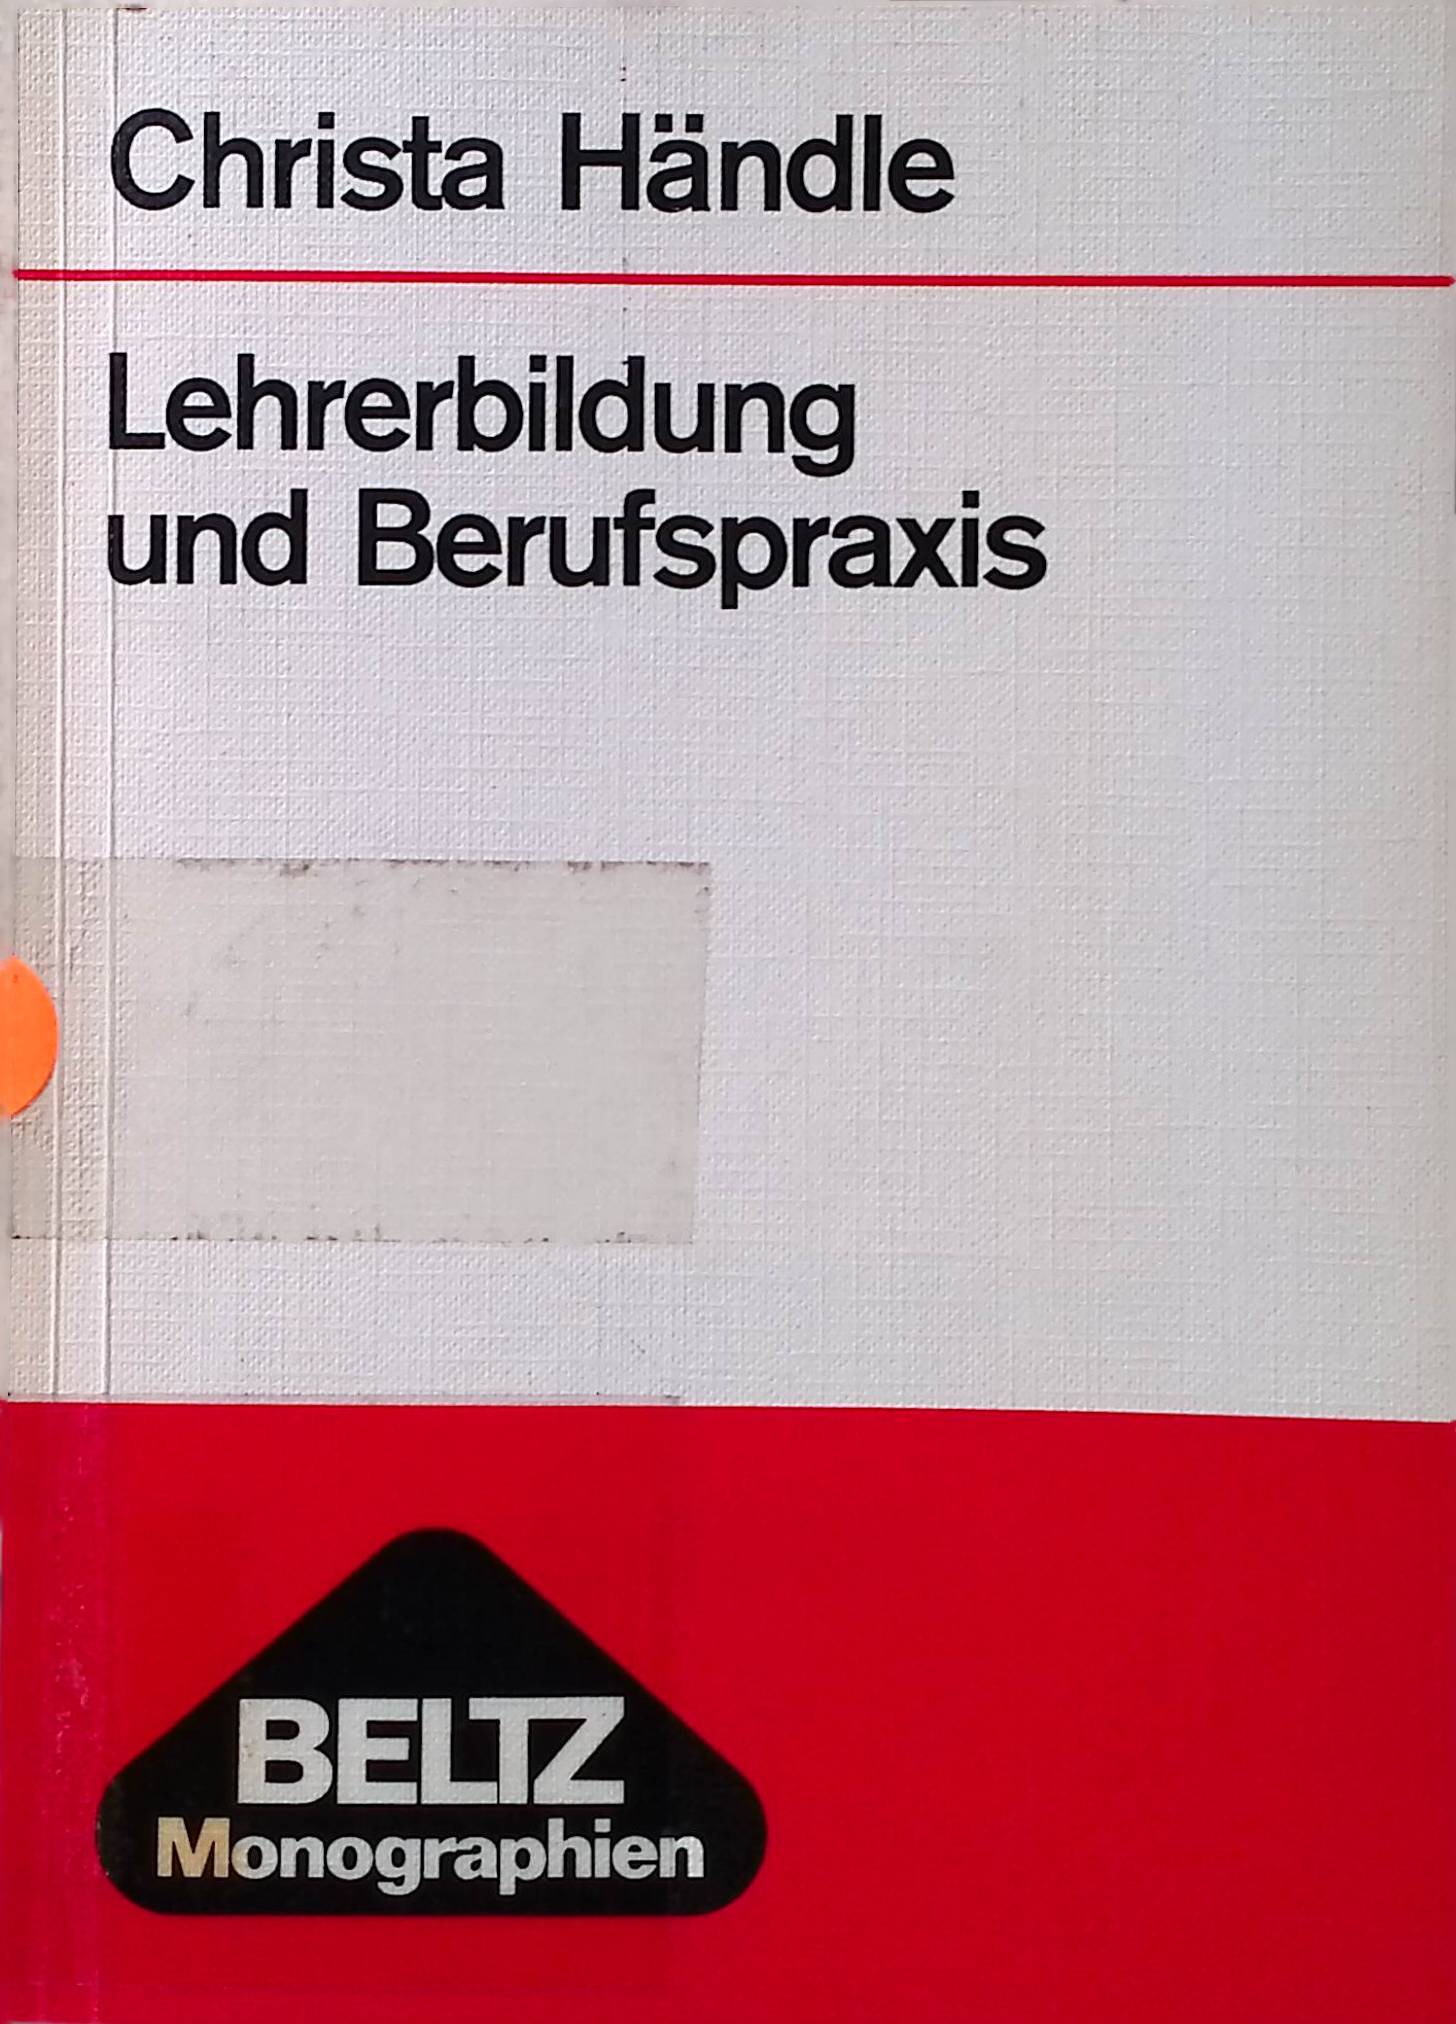 Christa Händle
Lehrerbildung
und Berufspraxis
BELTZ
Monographien